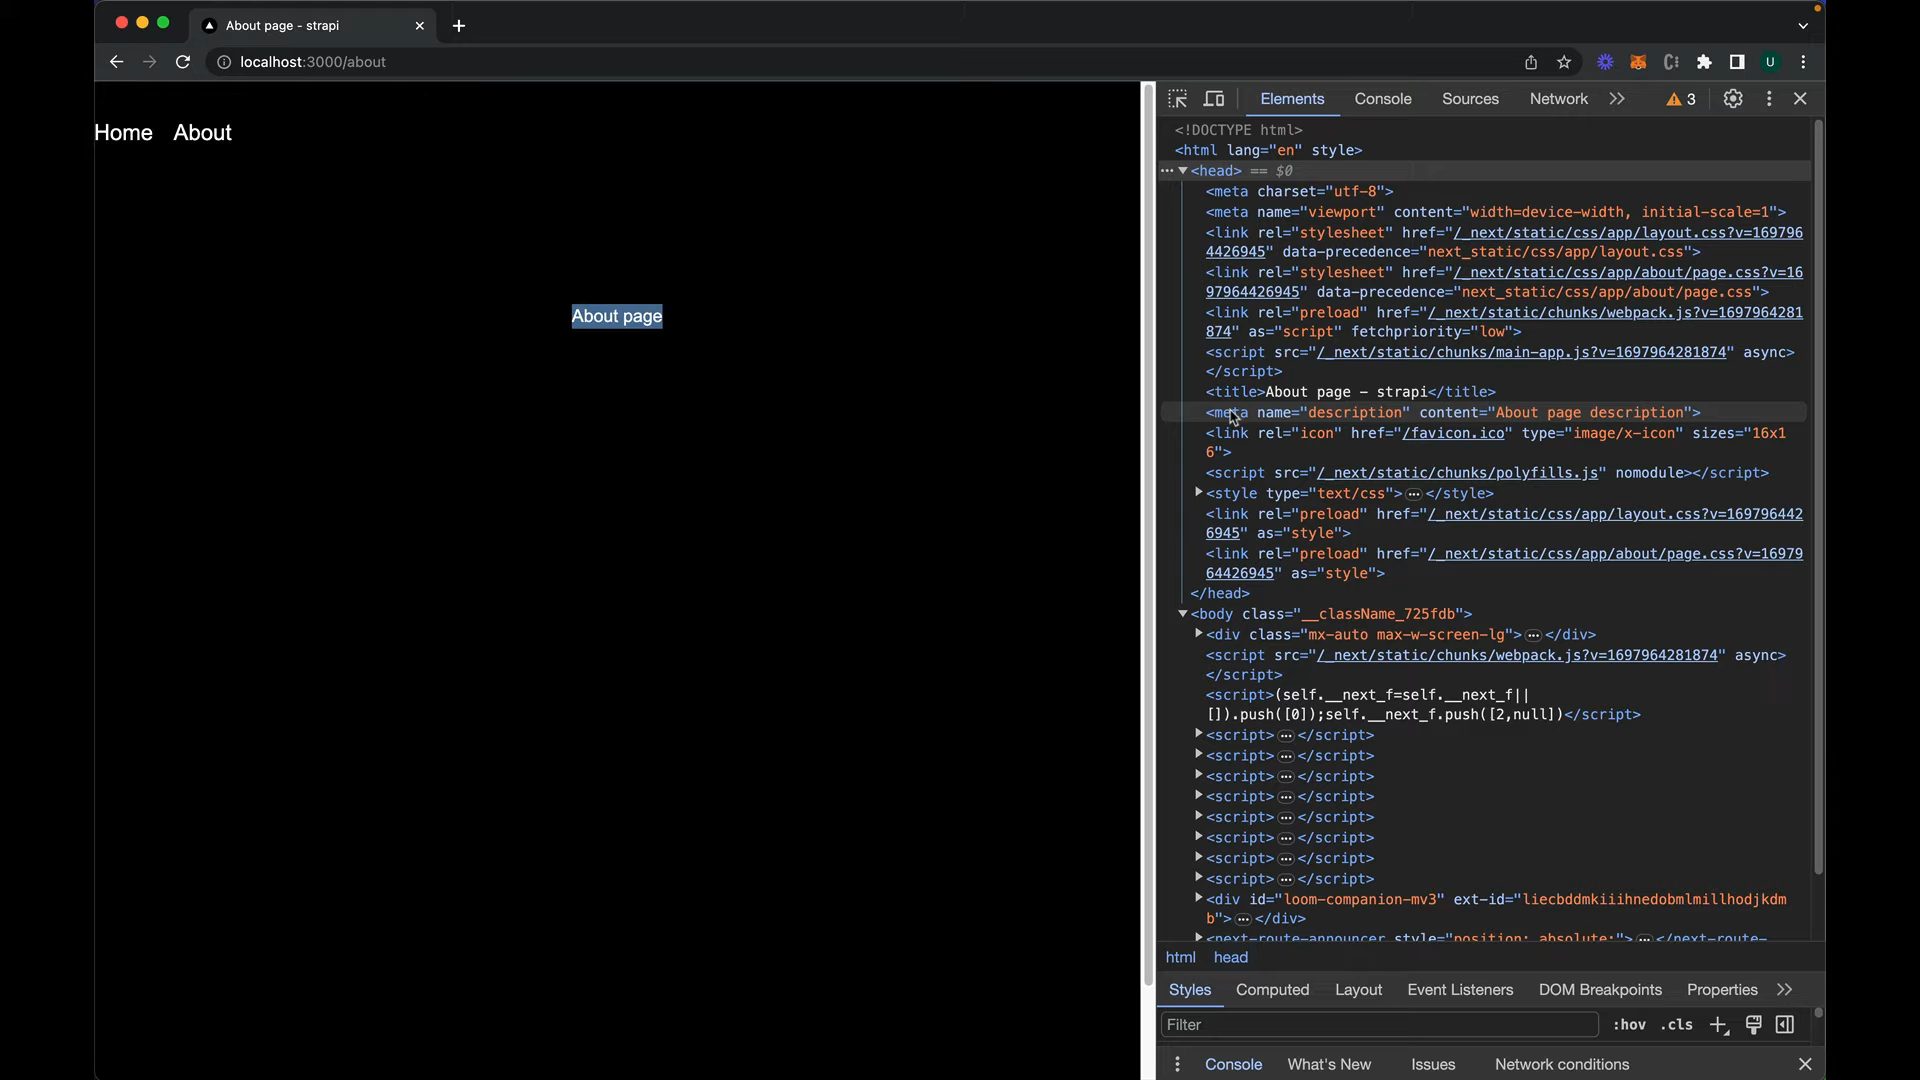 About page - strapi
localhost:3000/about
U
Home About
About page
Elements Console Sources Network 3
<!DOCTYPE html>
<html lang="en" style>
<head> == $0
<meta charset="utf-8">
<meta name="viewport" content="width=device-width, initial-scale=1">
<link rel="stylesheet" href="/_next/static/css/app/layout.css?v=169796
4426945" data-precedence="next_static/css/app/layout.css">
<link rel="stylesheet" href="/_next/static/css/app/about/page.css?v=16
97964426945" data-precedence="next_static/css/app/about/page.css">
<link rel="preload" href="/_next/static/chunks/webpack.js?v=1697964281
874" as="script" fetchpriority="low">
<script src="/_next/static/chunks/main-app.js?v=1697964281874" async>
</script>
<title>About page – strapi</title>
<meta name="description" content="About page description">
<link rel="icon" href="/favicon.ico" type="image/x-icon" sizes="16x1
6">
<script src="/_next/static/chunks/polyfills.js" nomodule></script>
<style type="text/css">…</style>
<link rel="preload" href="/_next/static/css/app/layout.css?v=169796442
6945" as="style">
<link rel="preload" href="/_next/static/css/app/about/page.css?v=16979
64426945" as="style">
</head>
<body class="__className_725fdb">
<div class="mx-auto max-w-screen-lg">…</div>
<script src="/_next/static/chunks/webpack.js?v=1697964281874" async>
</script>
<script>(self.__next_f=self.__next_f||
[]).push([0]);self.__next_f.push([2,null])</script>
<script>…</script>
<script>…</script>
<script>…</script>
<script>…</script>
<script>…</script>
<script>…</script>
<script>…</script>
<script>…</script>
<div id="loom-companion-mv3" ext-id="liecbddmkiiihnedobmlmillhodjkdm
b">…</div>
<next-route-announcer style="position: absolute;">…</next-route-
html head
Styles Computed Layout Event Listeners DOM Breakpoints Properties
Filter :hov .cls
Console What's New Issues Network conditions